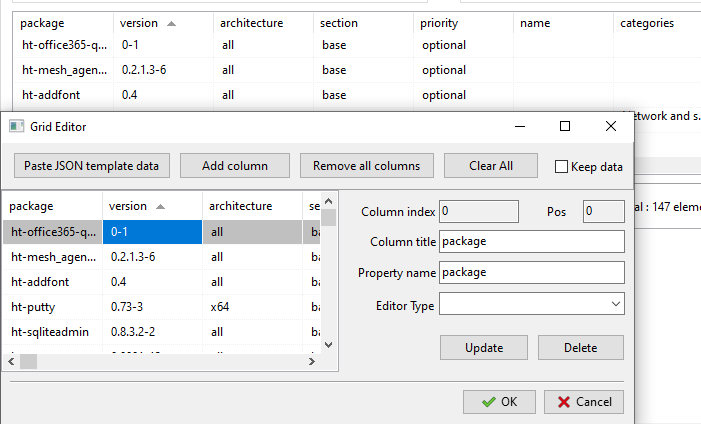 package version architecture section priority name categories
ht-office365-q... 0-1 all base optional
ht-mesh_agen... 0.2.1.3-6 all base optional
ht-addfont 0.4 all base optional
Network and s...
Grid Editor
Paste JSON template data Add column Remove all columns Clear All Keep data
package version architecture se
ht-office365-q... 0-1 all ba
ht-mesh_agen... 0.2.1.3-6 all ba
ht-addfont 0.4 all ba
ht-putty 0.73-3 x64 ba
ht-sqliteadmin 0.8.3.2-2 all ba
Column index 0 Pos 0
Column title package
Property name package
Editor Type
Update Delete
al : 147 eleme
OK Cancel